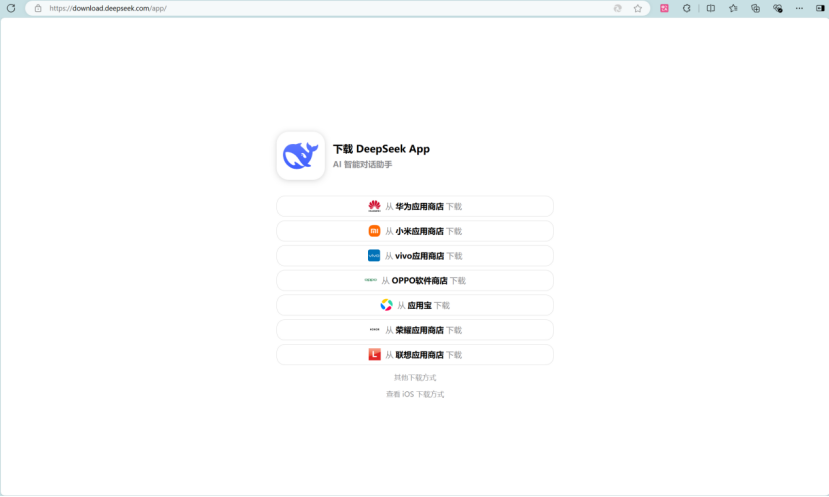 https://download.deepseek.com/app/
下载 DeepSeek App
AI 智能对话助手
HUAWEI 从 华为应用商店 下载
从 小米应用商店 下载
vivo 从 vivo应用商店 下载
oppo 从 OPPO软件商店 下载
从 应用宝 下载
HONOR 从 荣耀应用商店 下载
L 从 联想应用商店 下载
其他下载方式
查看 iOS 下载方式